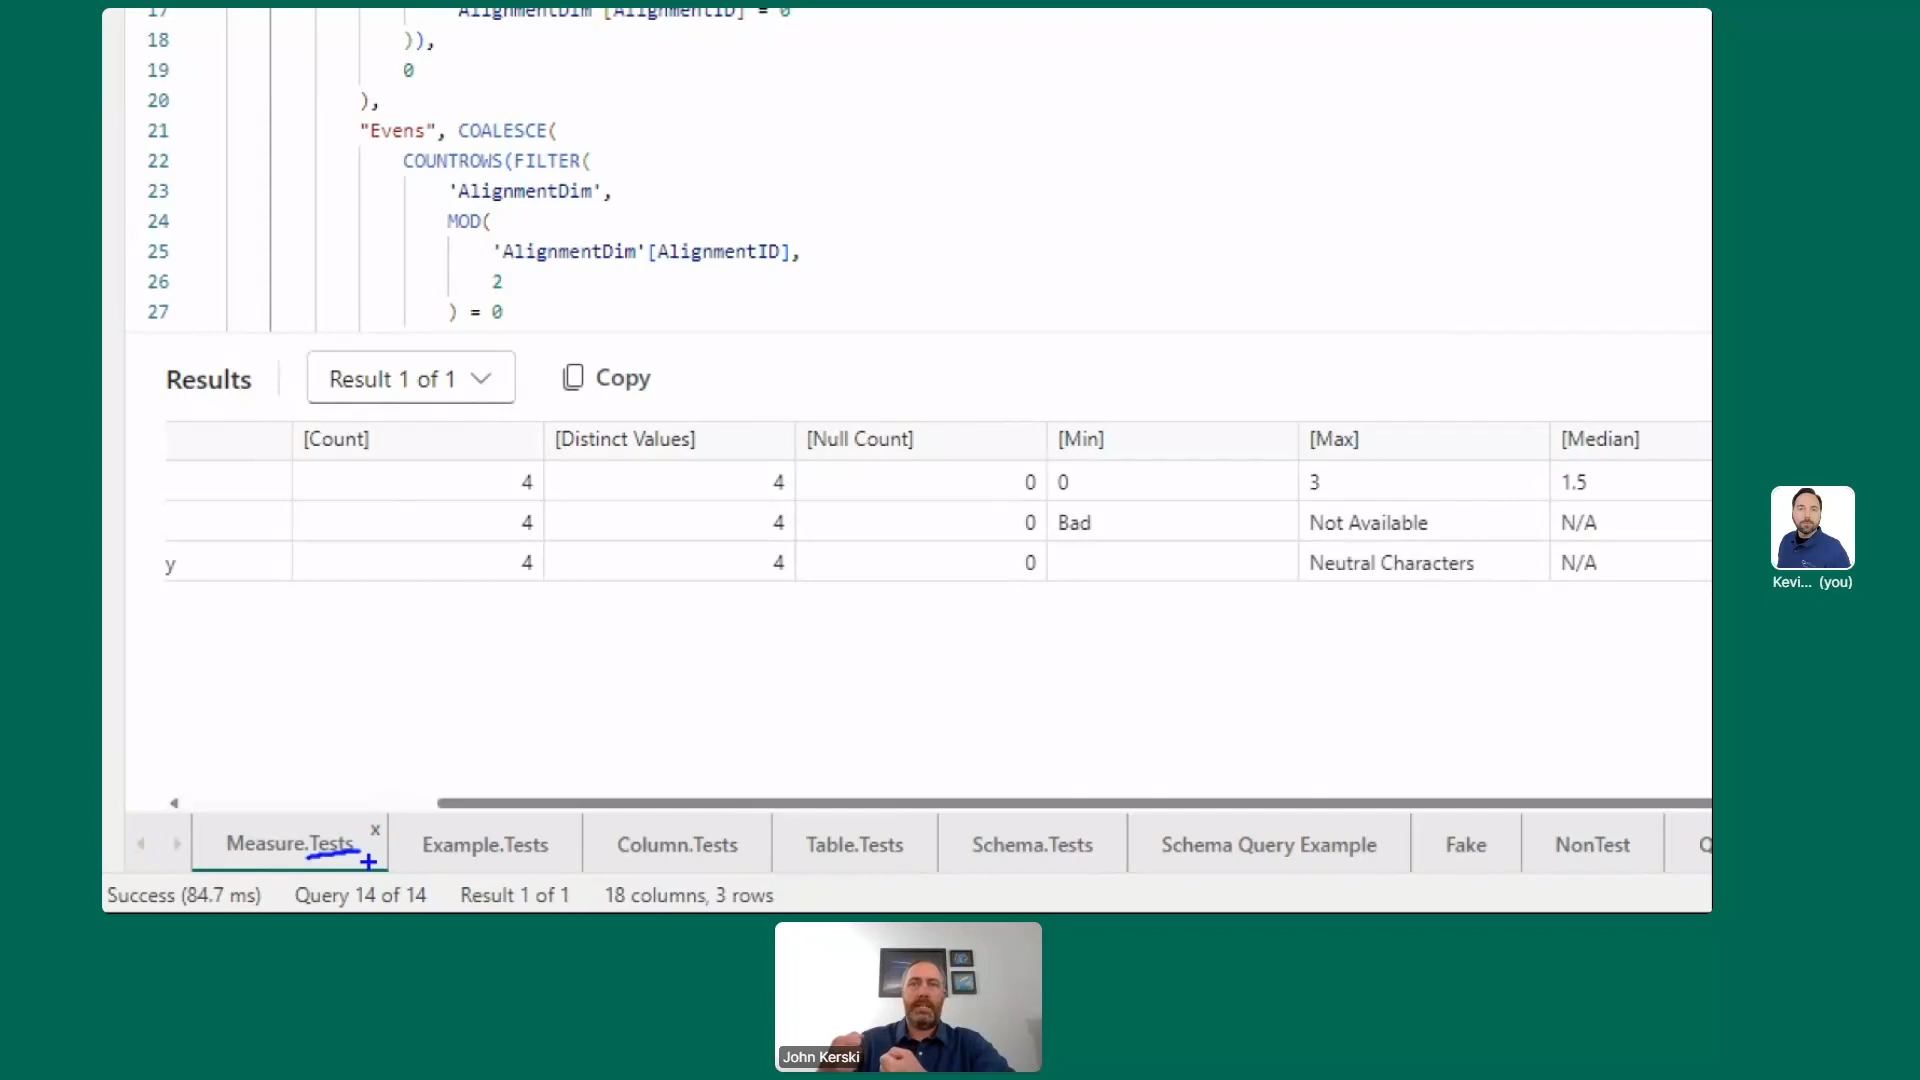 17 'AlignmentDim'[AlignmentID] = 0
18 )),
19 0
20 ),
21 "Evens", COALESCE(
22 COUNTROWS(FILTER(
23 'AlignmentDim',
24 MOD(
25 'AlignmentDim'[AlignmentID],
26 2
27 ) = 0
Results Result 1 of 1 Copy
[Count] [Distinct Values] [Null Count] [Min] [Max] [Median]
4 4 0 0 3 1.5
4 4 0 Bad Not Available N/A
y 4 4 0 Neutral Characters N/A
Measure.Tests x Example.Tests Column.Tests Table.Tests Schema.Tests Schema Query Example Fake NonTest Q
Success (84.7 ms) Query 14 of 14 Result 1 of 1 18 columns, 3 rows
Kevi... (you)
John Kerski